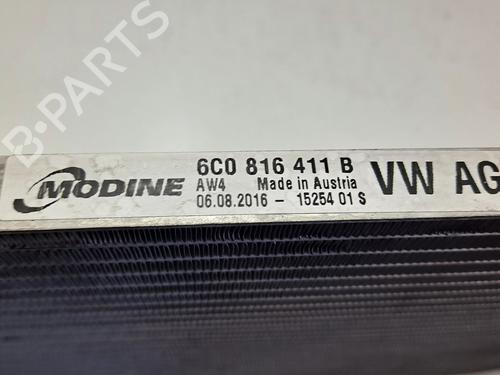 B-PARTS
MODINE
6C0 816 411 B
AW4 Made in Austria
06.08.2016 - 15254 01 S
VW AG